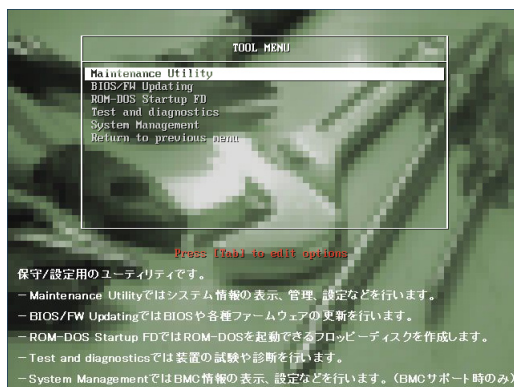 TOOL MENU
Maintenance Utility
BIOS/FW Updating
ROM-DOS Startup FD
Test and diagnostics
System Management
Return to previous menu
Press [Tab] to edit options
保守/設定用のユーティリティです。
－Maintenance Utilityではシステム情報の表示、管理、設定などを行います。
－BIOS/FW UpdatingではBIOSや各種ファームウェアの更新を行います。
－ROM-DOS Startup FDではROM-DOSを起動できるフロッピーディスクを作成します。
－Test and diagnosticsでは装置の試験や診断を行います。
－System ManagementではBMC情報の表示、設定などを行います。（BMCサポート時のみ）